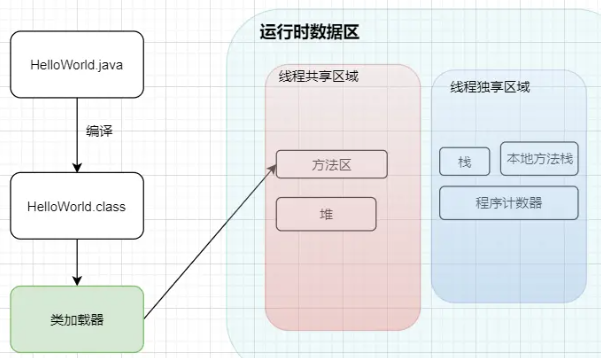 运行时数据区
HelloWorld.java
编译
HelloWorld.class
类加载器
线程共享区域
方法区
堆
线程独享区域
栈
本地方法栈
程序计数器